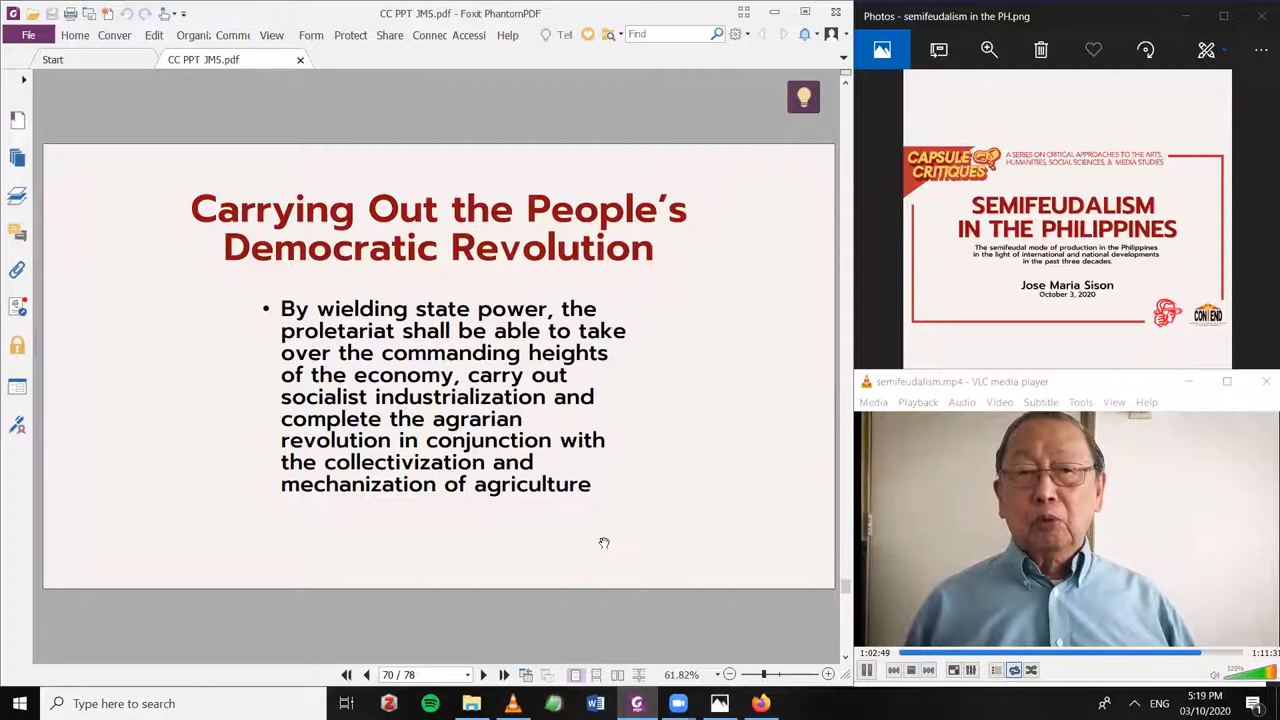 CC PPT JMS.pdf - Foxit PhantomPDF
File
Home
Conver
Edit
Organi
Comme
View
Form
Protect
Share
Connec
Accessi
Help
Tell
Find
Start
CC PPT JMS.pdf
Carrying Out the People's
Democratic Revolution
• By wielding state power, the
proletariat shall be able to take
over the commanding heights
of the economy, carry out
socialist industrialization and
complete the agrarian
revolution in conjunction with
the collectivization and
mechanization of agriculture
70 / 78
61.82%
Photos - semifeudalism in the PH.png
CAPSULE
CRITIQUES
A SERIES ON CRITICAL APPROACHES TO THE ARTS,
HUMANITIES, SOCIAL SCIENCES, & MEDIA STUDIES
SEMIFEUDALISM
IN THE PHILIPPINES
The semifeudal mode of production in the Philippines
in the light of international and national developments
in the past three decades.
Jose Maria Sison
October 3, 2020
CONTEND
semifeudalism.mp4 - VLC media player
Media Playback Audio Video Subtitle Tools View Help
1:02:49
1:11:31
125%
Type here to search
ENG
5:19 PM
03/10/2020